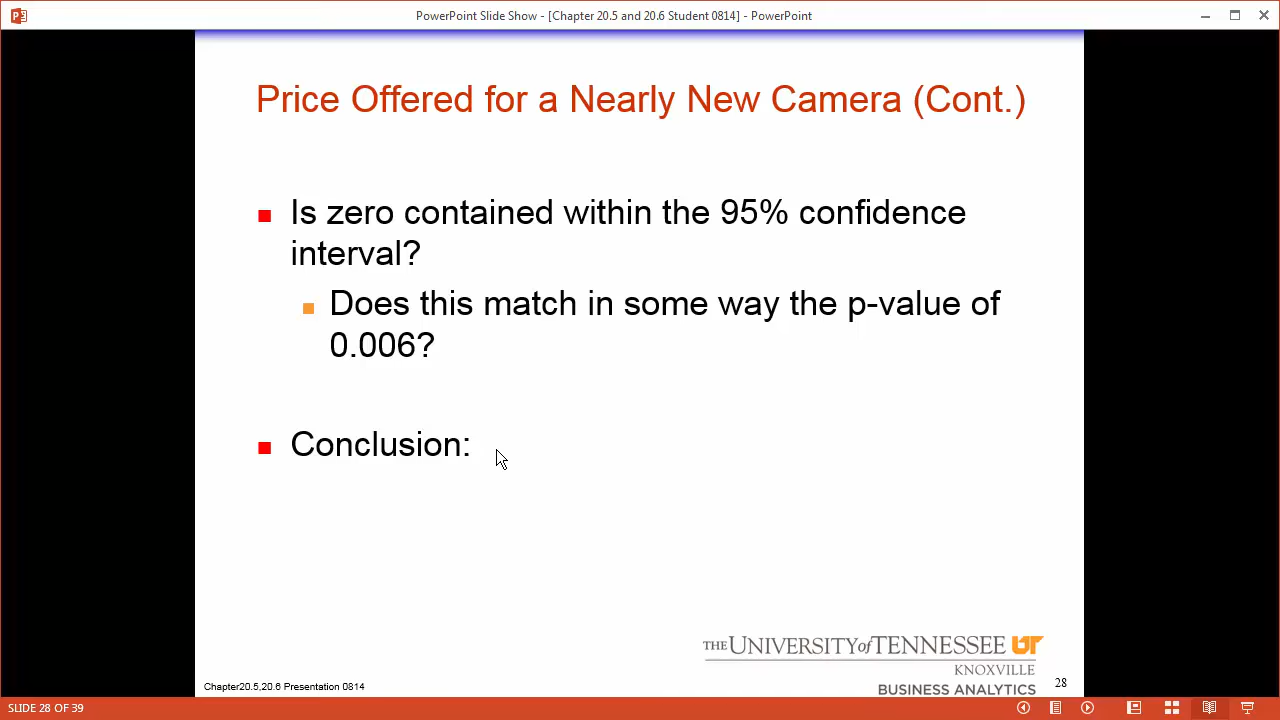 PowerPoint Slide Show - [Chapter 20.5 and 20.6 Student 0814] - PowerPoint
Price Offered for a Nearly New Camera (Cont.)
Is zero contained within the 95% confidence
interval?
Does this match in some way the p-value of
0.006?
Conclusion:
THE UNIVERSITY of TENNESSEE UT
KNOXVILLE
BUSINESS ANALYTICS
Chapter20.5,20.6 Presentation 0814
28
SLIDE 28 OF 39